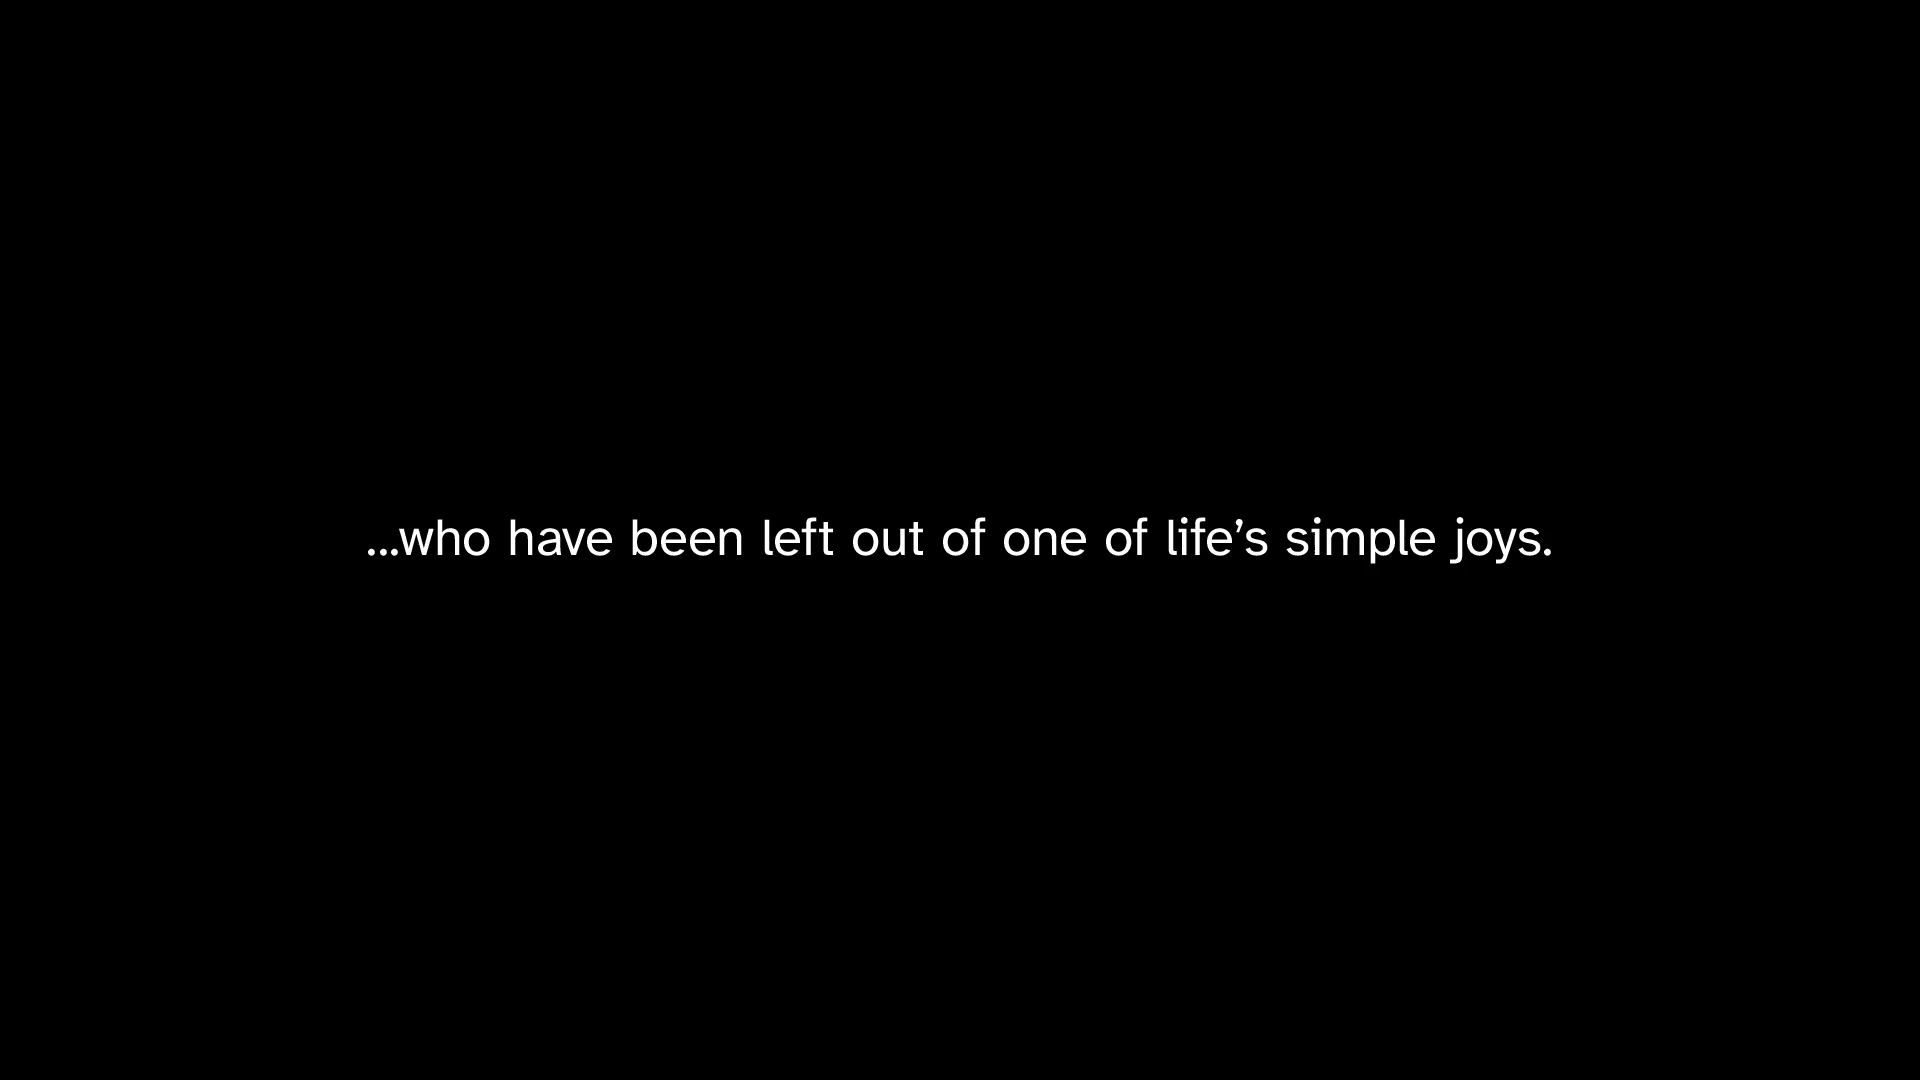 ...who have been left out of one of life’s simple joys.